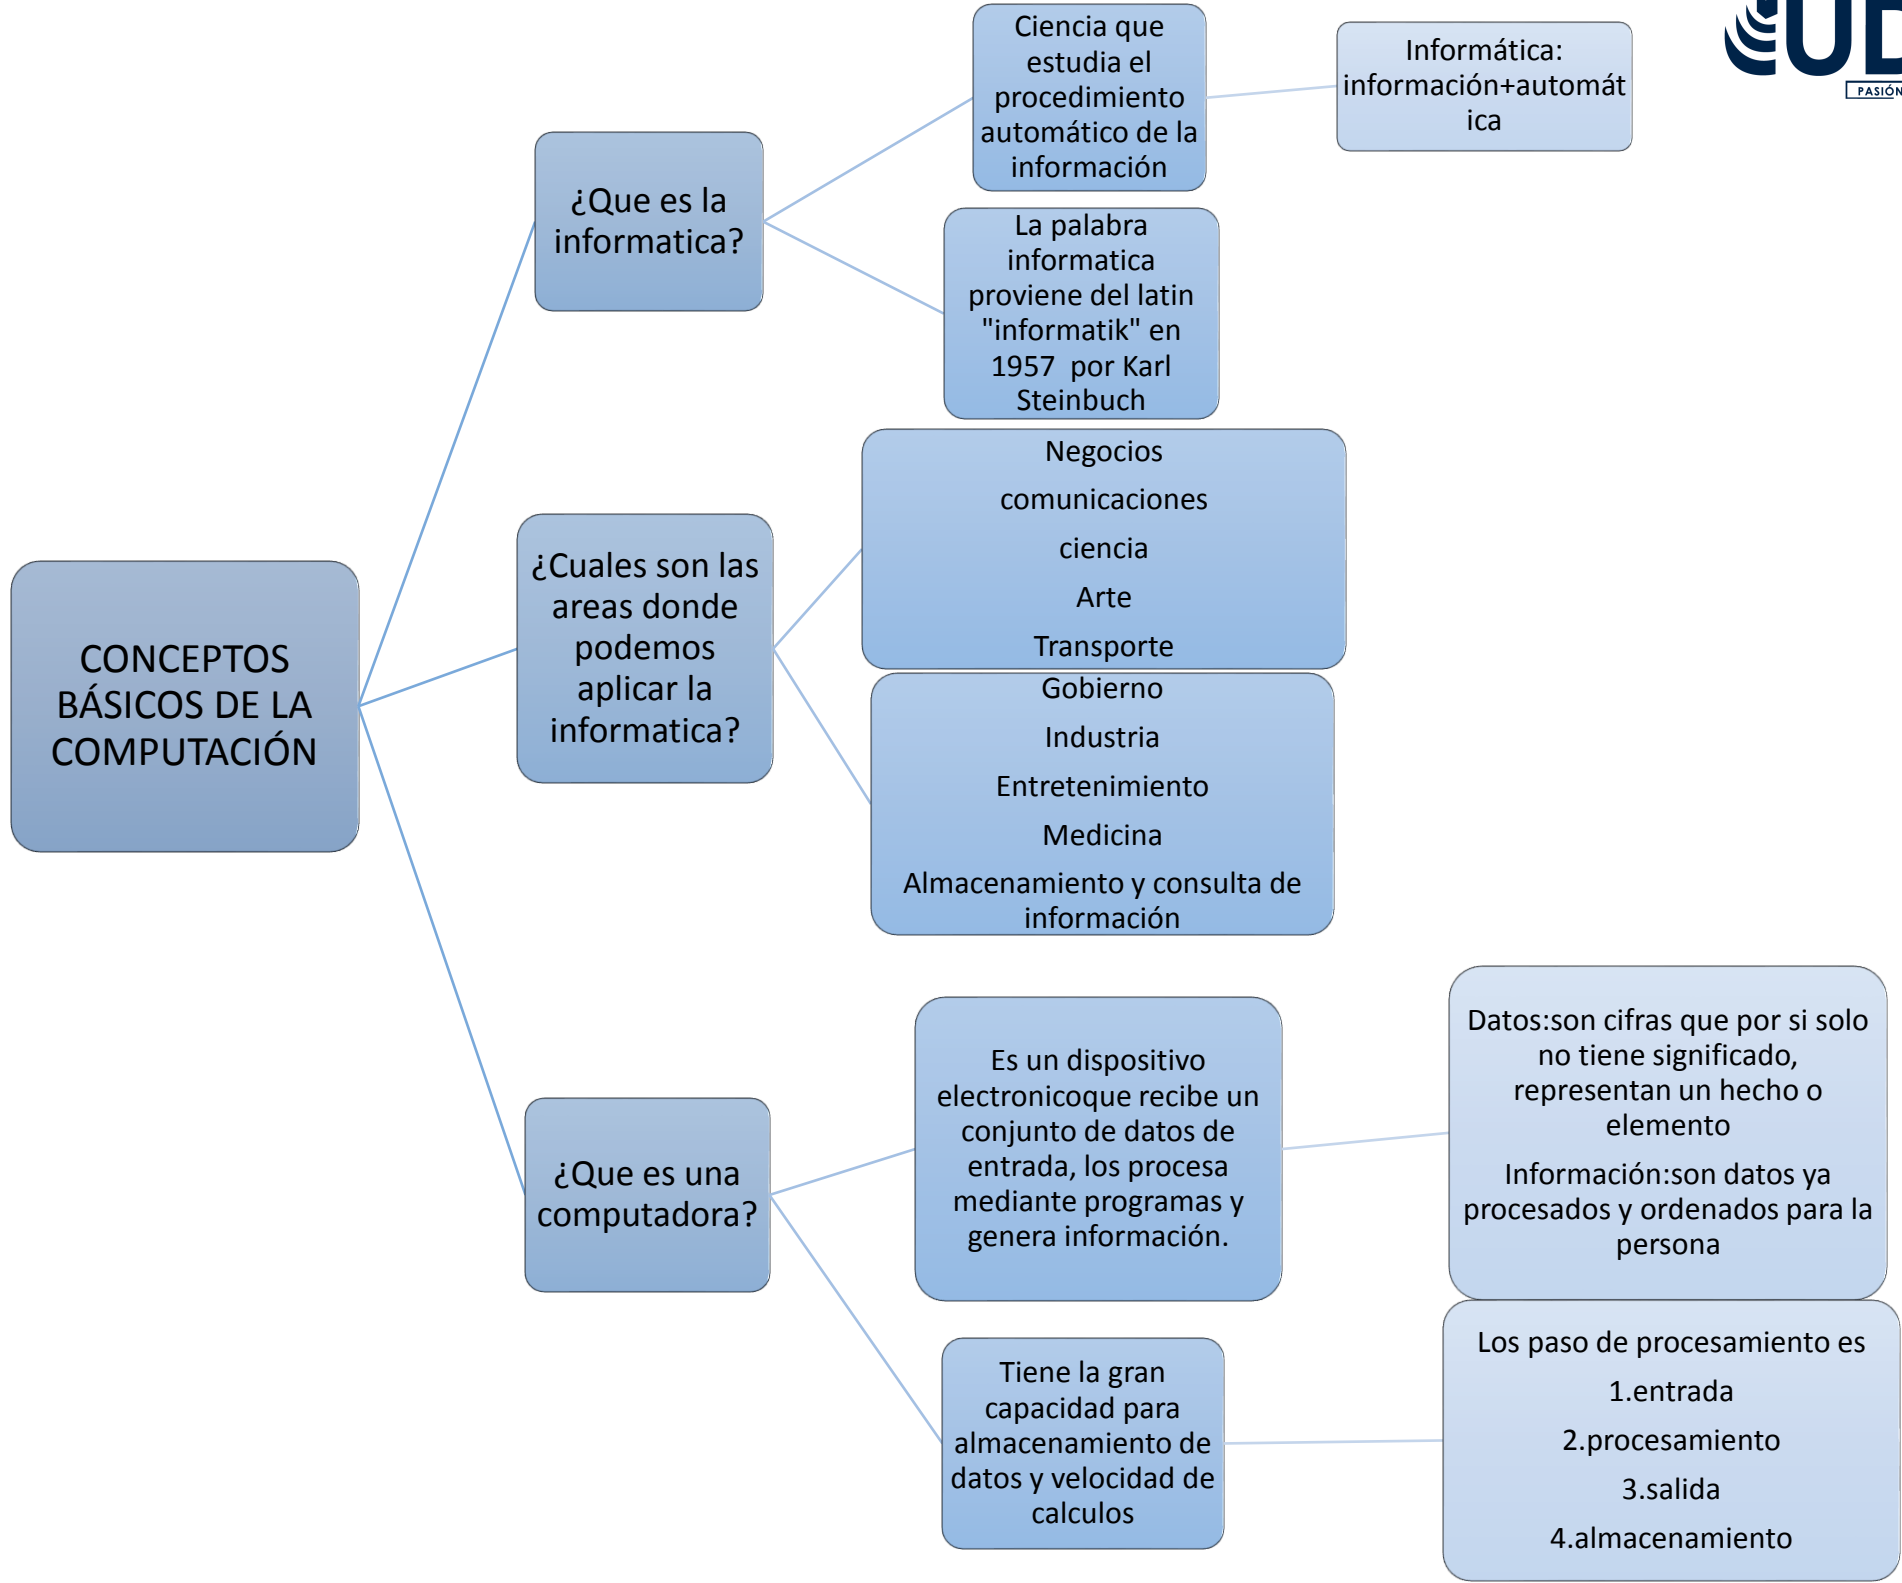 Ciencia que
estudia el
procedimiento
automático de la
información
Informática:
información+automát
ica
PASIÓN
¿Que es la
informatica?
La palabra
informatica
proviene del latin
"informatik" en
1957  por Karl
Steinbuch
CONCEPTOS
BÁSICOS DE LA
COMPUTACIÓN
¿Cuales son las
areas donde
podemos
aplicar la
informatica?
Negocios
comunicaciones
ciencia
Arte
Transporte
Gobierno
Industria
Entretenimiento
Medicina
Almacenamiento y consulta de
información
¿Que es una
computadora?
Es un dispositivo
electronicoque recibe un
conjunto de datos de
entrada, los procesa
mediante programas y
genera información.
Datos:son cifras que por si solo
no tiene significado,
representan un hecho o
elemento
Información:son datos ya
procesados y ordenados para la
persona
Tiene la gran
capacidad para
almacenamiento de
datos y velocidad de
calculos
Los paso de procesamiento es
1.entrada
2.procesamiento
3.salida
4.almacenamiento